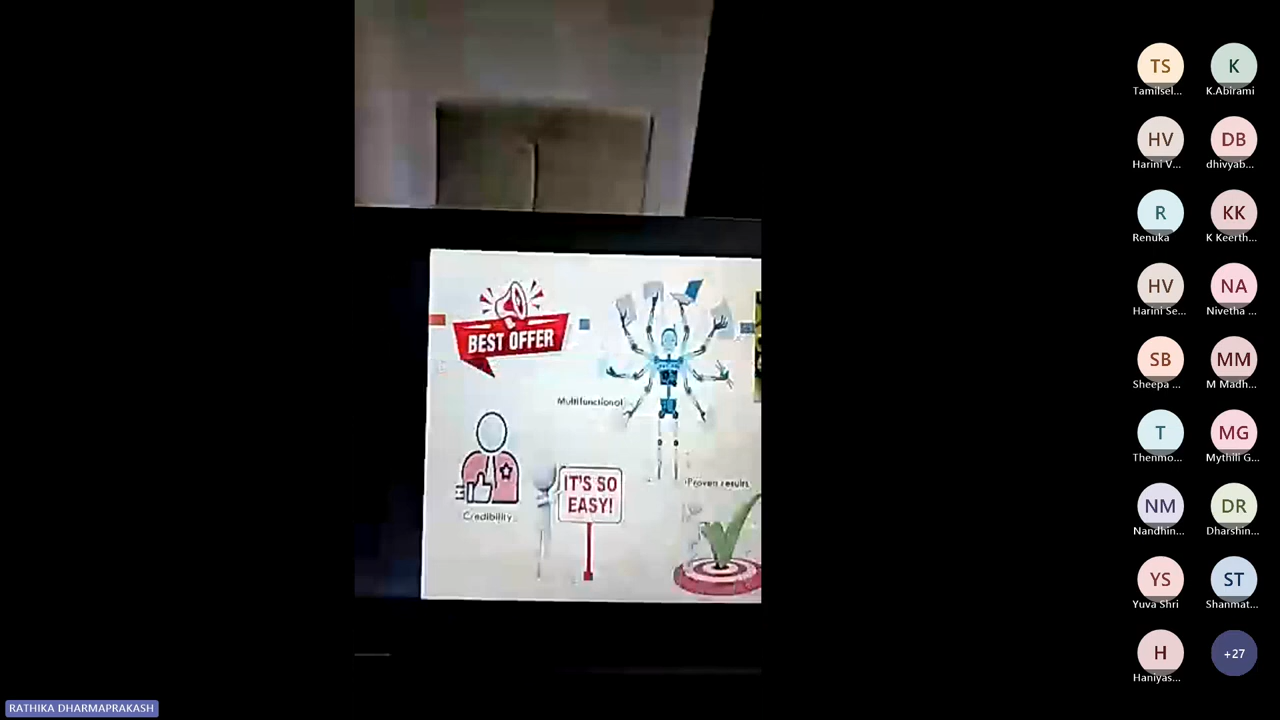 BEST OFFER
Multifunctional
Credibility
IT'S SO
EASY!
Proven results
TS
Tamilsel...
K
K.Abirami
HV
Harini V...
DB
dhivyab...
R
Renuka
KK
K Keerth...
HV
Harini Se...
NA
Nivetha ...
SB
Sheepa ...
MM
M Madh...
T
Thenmo...
MG
Mythili G...
NM
Nandhin...
DR
Dharshin...
YS
Yuva Shri
ST
Shanmat...
H
Haniyas...
+27
RATHIKA DHARMAPRAKASH